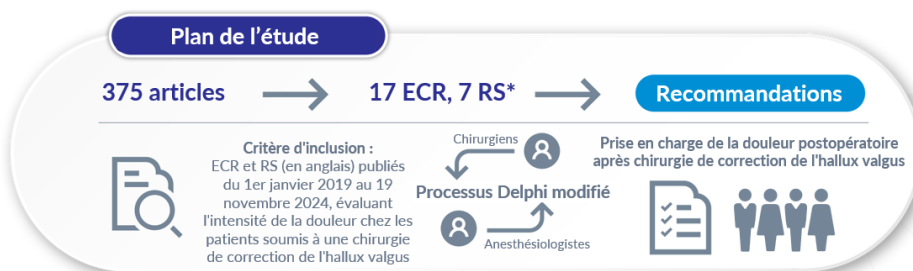 Plan de l'étude
375 articles
17 ECR, 7 RS*
Recommandations
Critère d'inclusion :
ECR et RS (en anglais) publiés
du 1er janvier 2019 au 19
novembre 2024, évaluant
l'intensité de la douleur chez les
patients soumis à une chirurgie
de correction de l'hallux valgus
Chirurgiens
Processus Delphi modifié
Anesthésiologistes
Prise en charge de la douleur postopératoire
après chirurgie de correction de l'hallux valgus